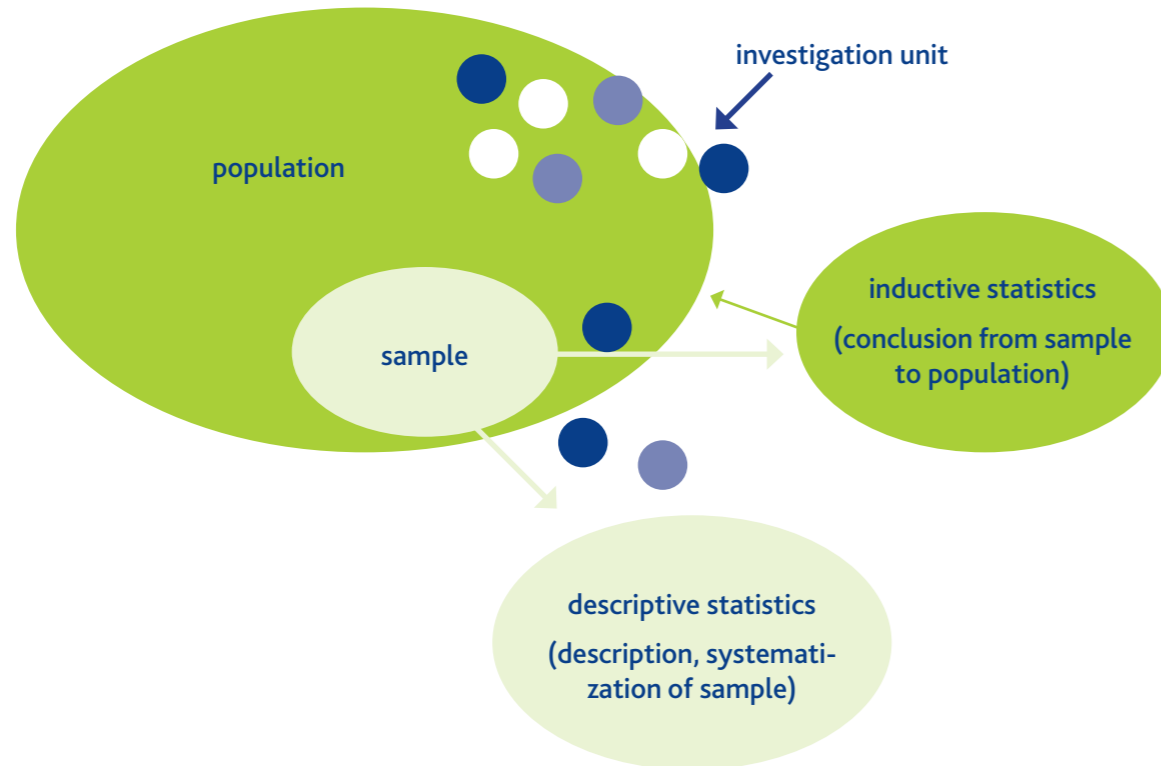 investigation unit
population
inductive statistics
(conclusion from sample
to population)
sample
descriptive statistics
(description, systemati-
zation of sample)